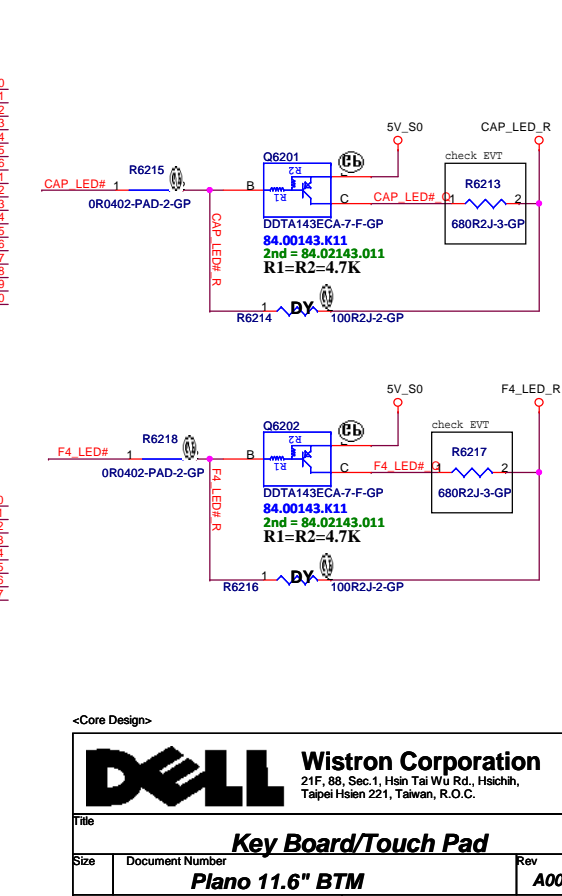 5V_S0
CAP_LED_R
Q6201
check EVT
R6215
R2
R6213
CAP_LED#
1
B
R1
C
CAP_LED#_Q
1
2
0R0402-PAD-2-GP
DDTA143ECA-7-F-GP
680R2J-3-GP
84.00143.K11
2nd = 84.02143.011
R1=R2=4.7K
CAP_LED#_R
1
DY
R6214
100R2J-2-GP
5V_S0
F4_LED_R
Q6202
check EVT
R6218
R2
R6217
F4_LED#
1
B
R1
C
F4_LED#_Q
1
2
0R0402-PAD-2-GP
DDTA143ECA-7-F-GP
680R2J-3-GP
84.00143.K11
2nd = 84.02143.011
R1=R2=4.7K
F4_LED#_R
1
DY
R6216
100R2J-2-GP
<Core Design>
DELL
Wistron Corporation
21F, 88, Sec.1, Hsin Tai Wu Rd., Hsichih,
Taipei Hsien 221, Taiwan, R.O.C.
Title
Key Board/Touch Pad
Size
Document Number
Rev
Plano 11.6" BTM
A00